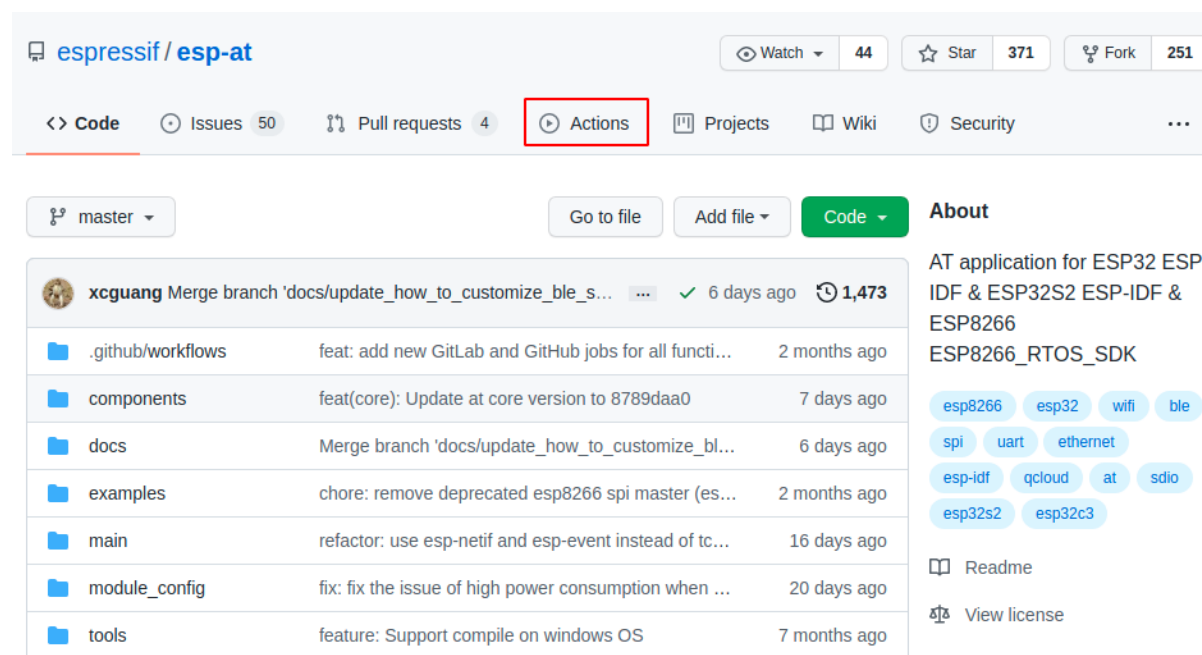 espressif / esp-at
Watch 44 Star 371 Fork 251
Code Issues 50 Pull requests 4 Actions Projects Wiki Security ...
master Go to file Add file Code
xcguang Merge branch 'docs/update_how_to_customize_ble_s... ... 6 days ago 1,473
.github/workflows feat: add new GitLab and GitHub jobs for all functi... 2 months ago
components feat(core): Update at core version to 8789daa0 7 days ago
docs Merge branch 'docs/update_how_to_customize_bl... 6 days ago
examples chore: remove deprecated esp8266 spi master (es... 2 months ago
main refactor: use esp-netif and esp-event instead of tc... 16 days ago
module_config fix: fix the issue of high power consumption when ... 20 days ago
tools feature: Support compile on windows OS 7 months ago
About
AT application for ESP32 ESP
IDF & ESP32S2 ESP-IDF &
ESP8266
ESP8266_RTOS_SDK
esp8266 esp32 wifi ble
spi uart ethernet
esp-idf qcloud at sdio
esp32s2 esp32c3
Readme
View license